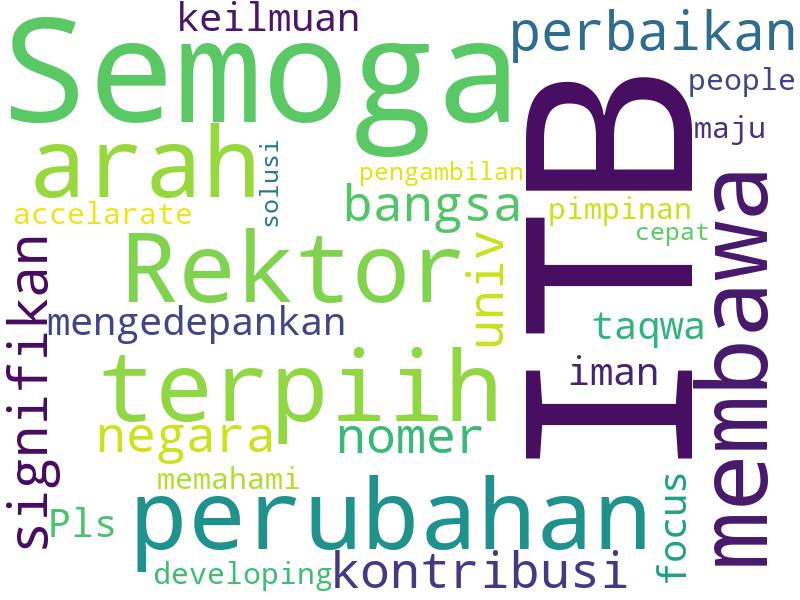 keilmuan
Semoga
perbaikan
people
maju
arah
solusi
pengambilan
accelarate
bangsa
pimpinan
cepat
ITB
membawa
Rektor
univ
signifikan
mengedepankan
taqwa
iman
terpiih
negara
nomer
memahami
perubahan
focus
Pls
developing
kontribusi